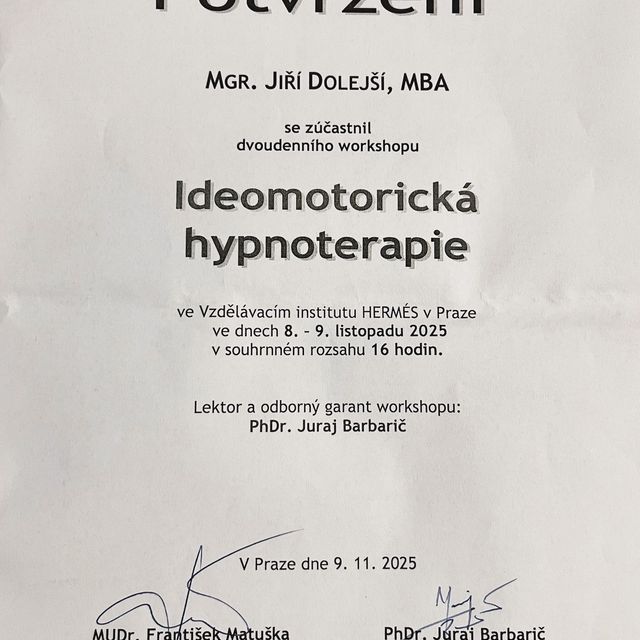 Potvrzení
MGR. JIŘÍ DOLEJŠÍ, MBA
se zúčastnil
dvoudenního workshopu
Ideomotorická
hypnoterapie
ve Vzdělávacím institutu HERMÉS v Praze
ve dnech 8. - 9. listopadu 2025
v souhrnném rozsahu 16 hodin.
Lektor a odborný garant workshopu:
PhDr. Juraj Barbarič
V Praze dne 9. 11. 2025
MUDr. František Matuška PhDr. Juraj Barbarič